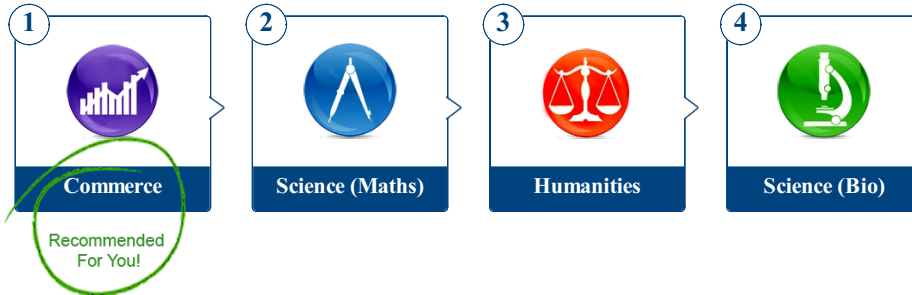 1 2 3 4
Commerce Science (Maths) Humanities Science (Bio)
Recommended
For You!